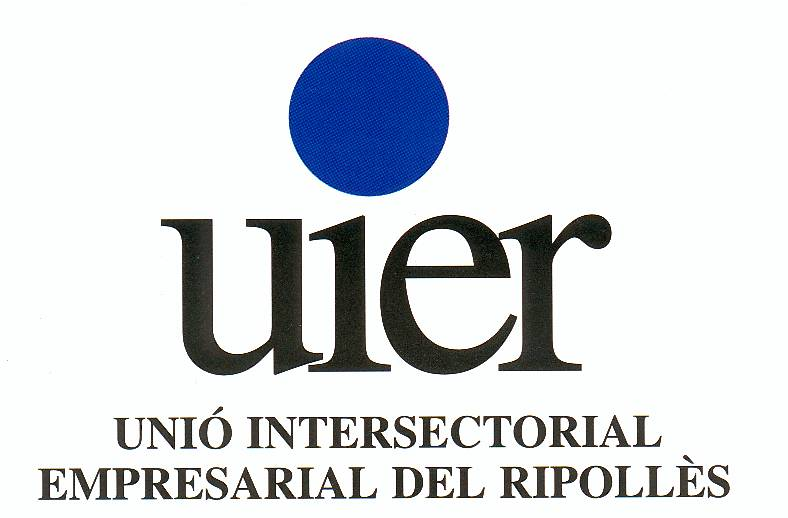 uier
UNIÓ INTERSECTORIAL
EMPRESARIAL DEL RIPOLLÈS